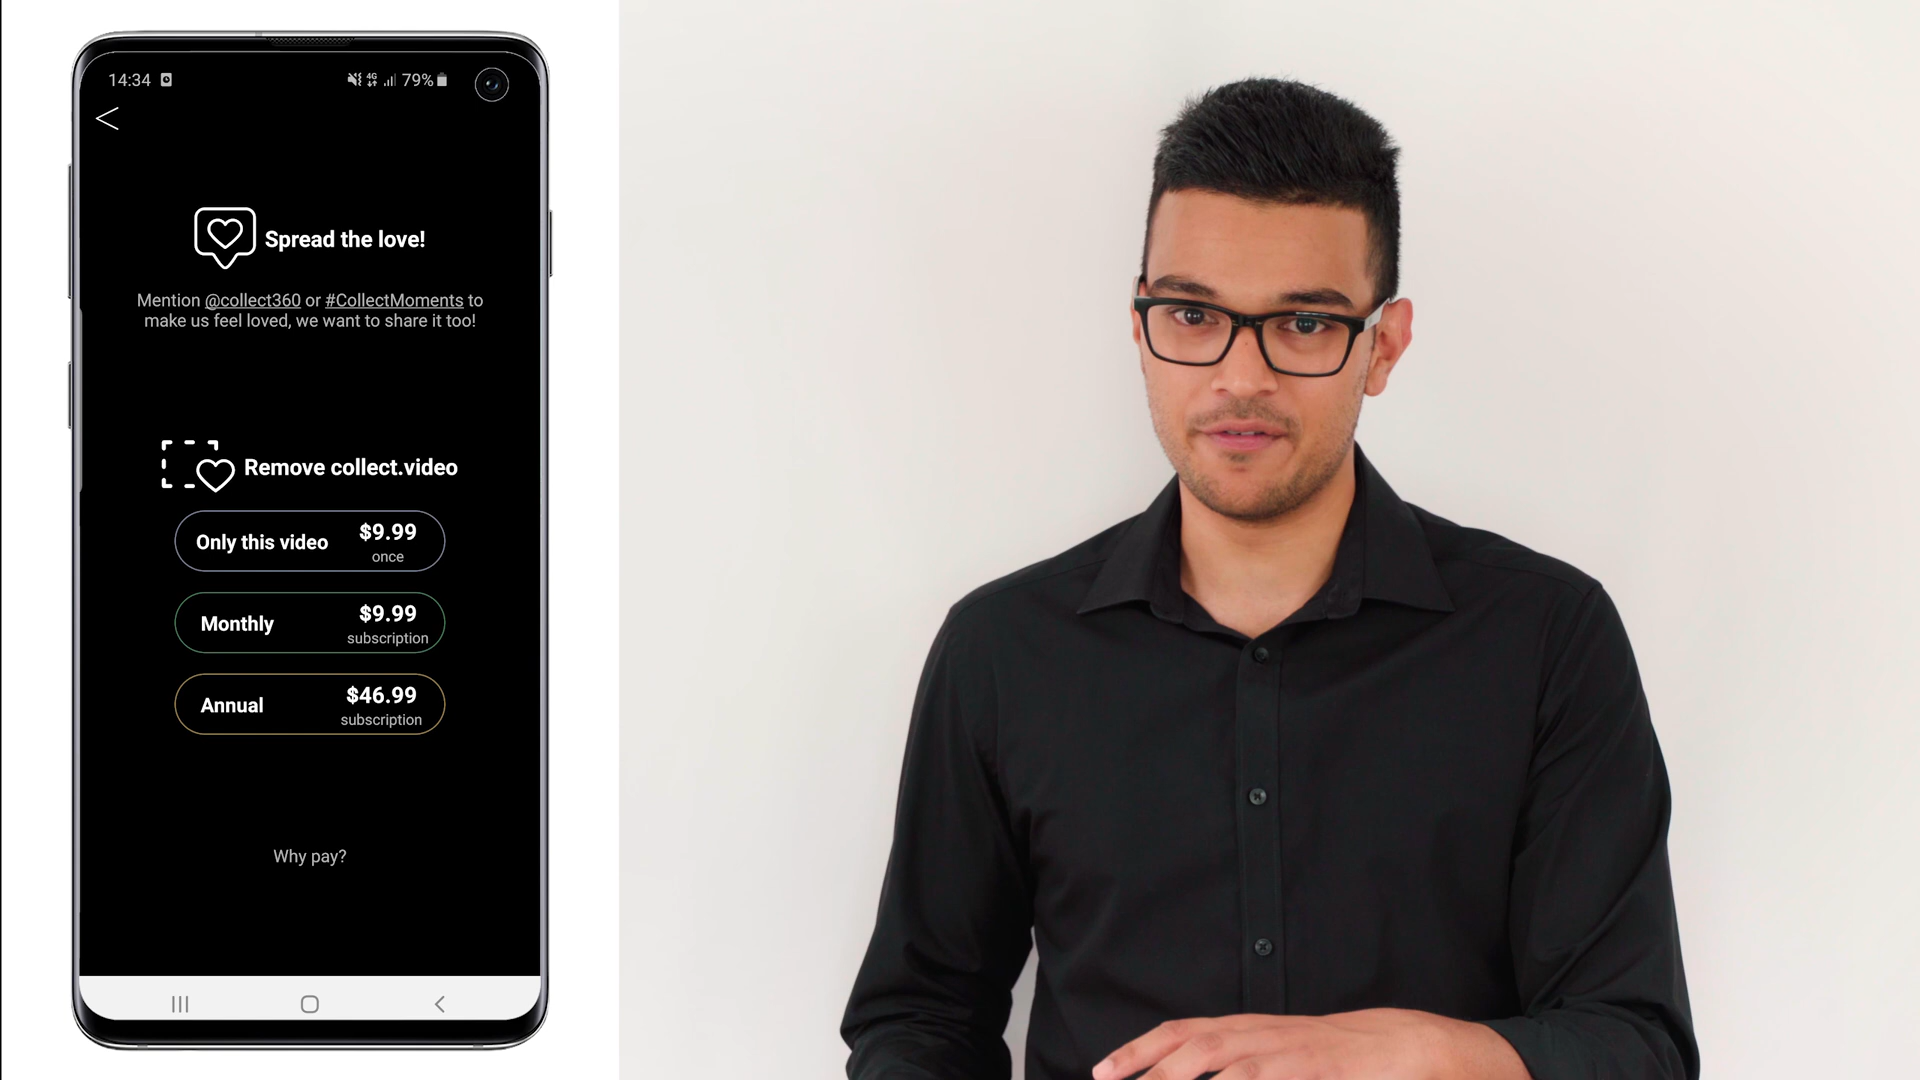 14:34
4G 79%
Spread the love!
Mention @collect360 or #CollectMoments to
make us feel loved, we want to share it too!
Remove collect.video
Only this video $9.99
once
Monthly $9.99
subscription
Annual $46.99
subscription
Why pay?